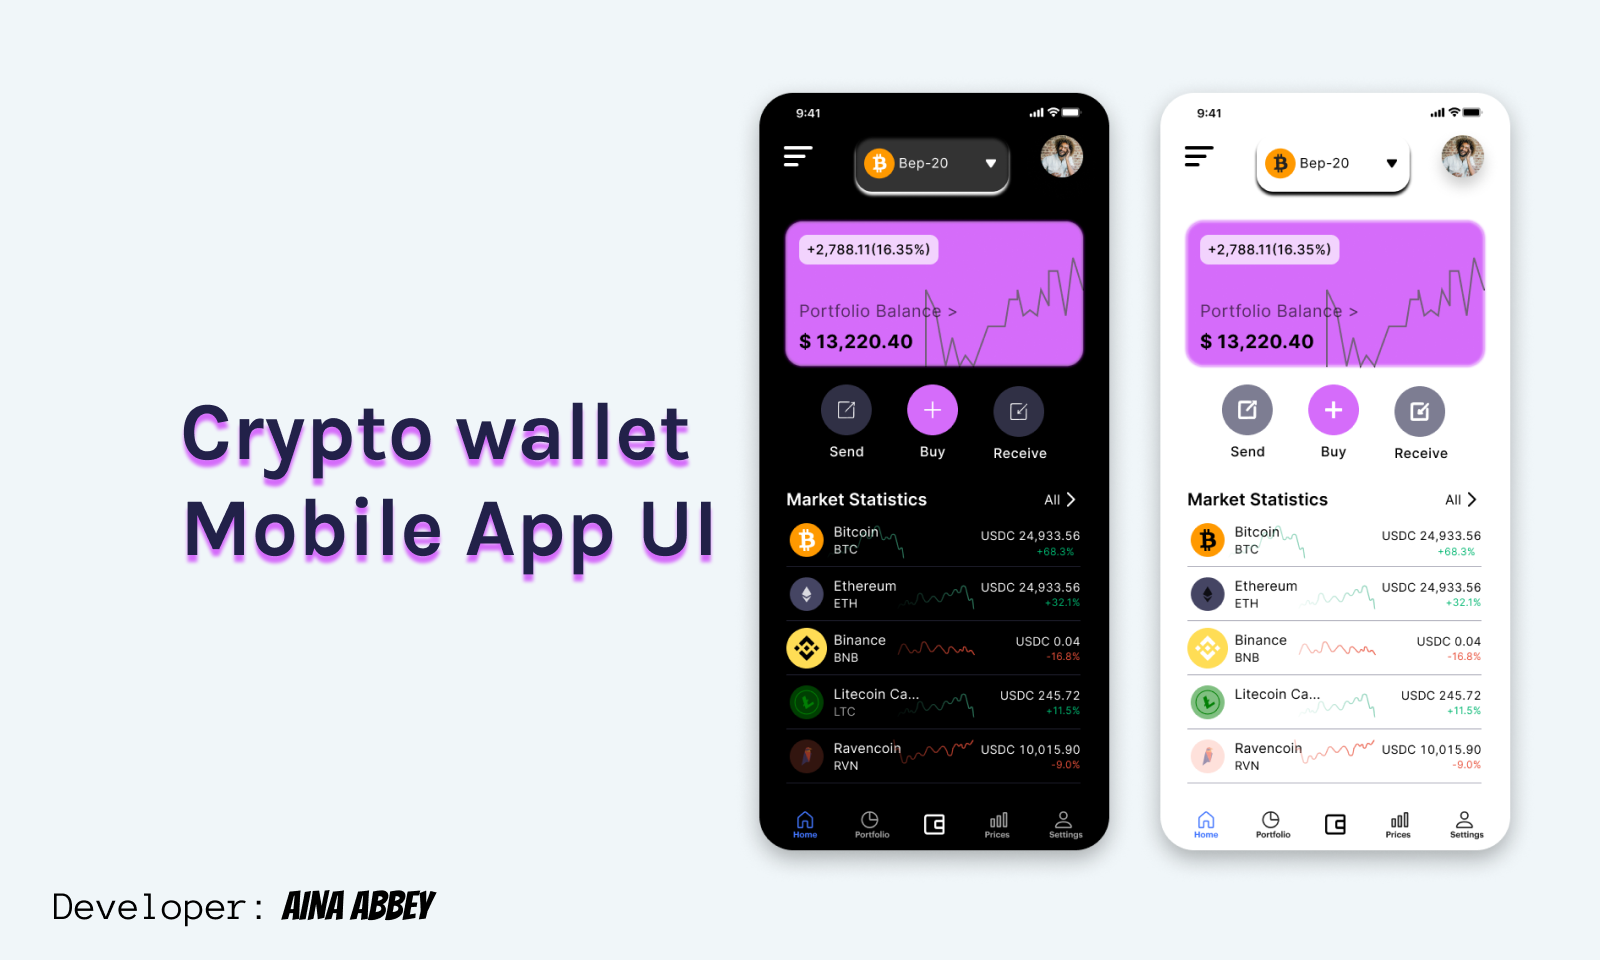 Crypto wallet
Mobile App UI
Developer: AINA ABBEY
9:41
Bep-20
+2,788.11(16.35%)
Portfolio Balance >
$ 13,220.40
Send Buy Receive
Market Statistics All
Bitcoin USDC 24,933.56
BTC +68.3%
Ethereum USDC 24,933.56
ETH +32.1%
Binance USDC 0.04
BNB -16.8%
Litecoin Ca... USDC 245.72
LTC +11.5%
Ravencoin USDC 10,015.90
RVN -9.0%
Home Portfolio Prices Settings
9:41
Bep-20
+2,788.11(16.35%)
Portfolio Balance >
$ 13,220.40
Send Buy Receive
Market Statistics All
Bitcoin USDC 24,933.56
BTC +68.3%
Ethereum USDC 24,933.56
ETH +32.1%
Binance USDC 0.04
BNB -16.8%
Litecoin Ca... USDC 245.72
+11.5%
Ravencoin USDC 10,015.90
RVN -9.0%
Home Portfolio Prices Settings